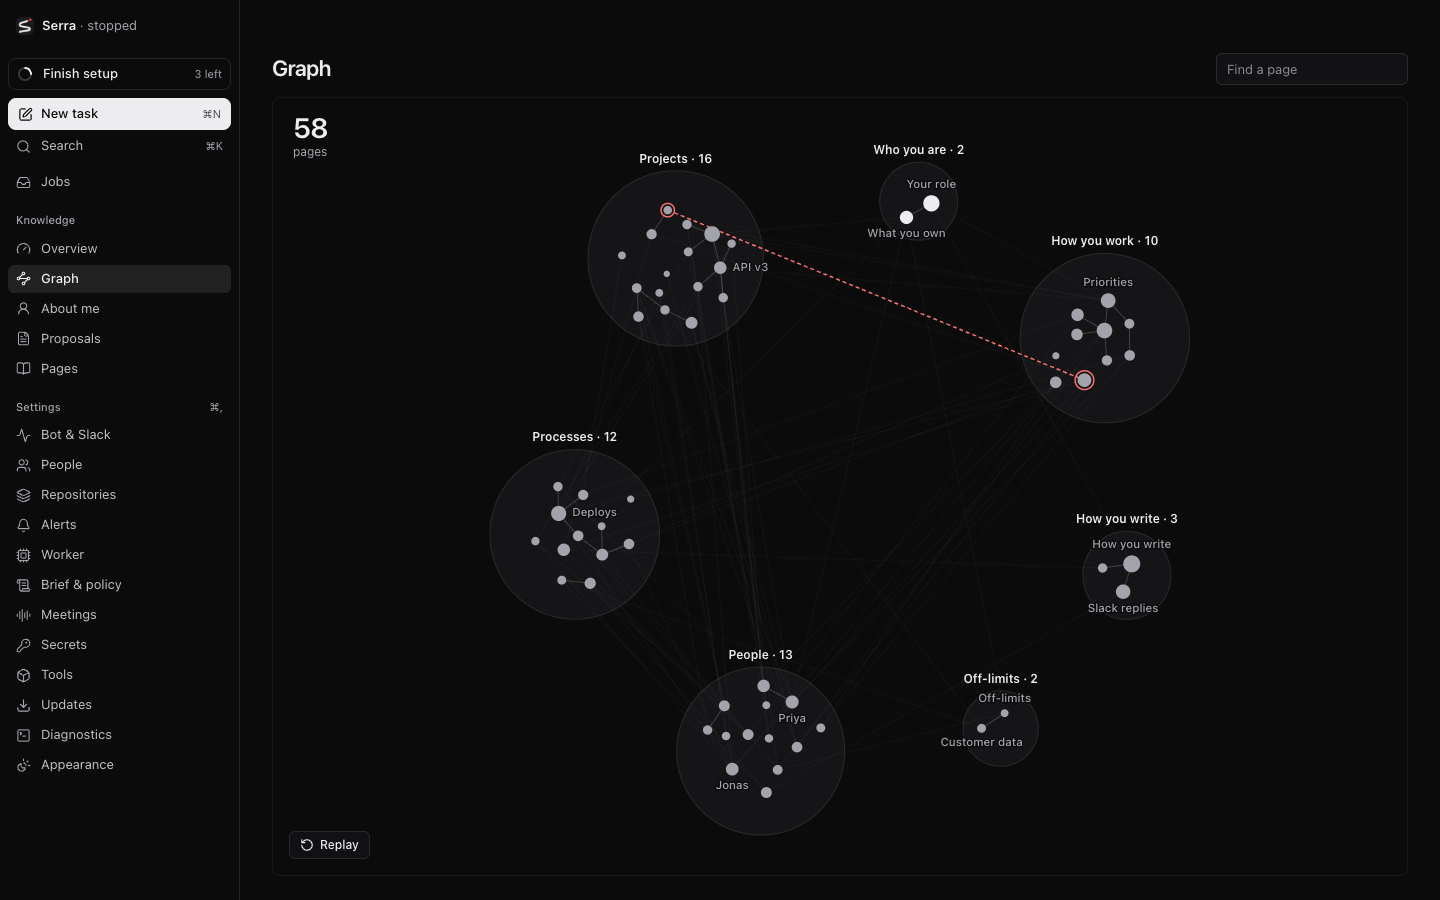 Serra · stopped
Finish setup 3 left
New task ⌘N
Search ⌘K
Jobs
Knowledge
Overview
Graph
About me
Proposals
Pages
Settings ⌘,
Bot & Slack
People
Repositories
Alerts
Worker
Brief & policy
Meetings
Secrets
Tools
Updates
Diagnostics
Appearance
Graph
Find a page
58
pages
Projects · 16
API v3
Who you are · 2
Your role
What you own
How you work · 10
Priorities
Processes · 12
Deploys
How you write · 3
How you write
Slack replies
People · 13
Priya
Jonas
Off-limits · 2
Off-limits
Customer data
Replay